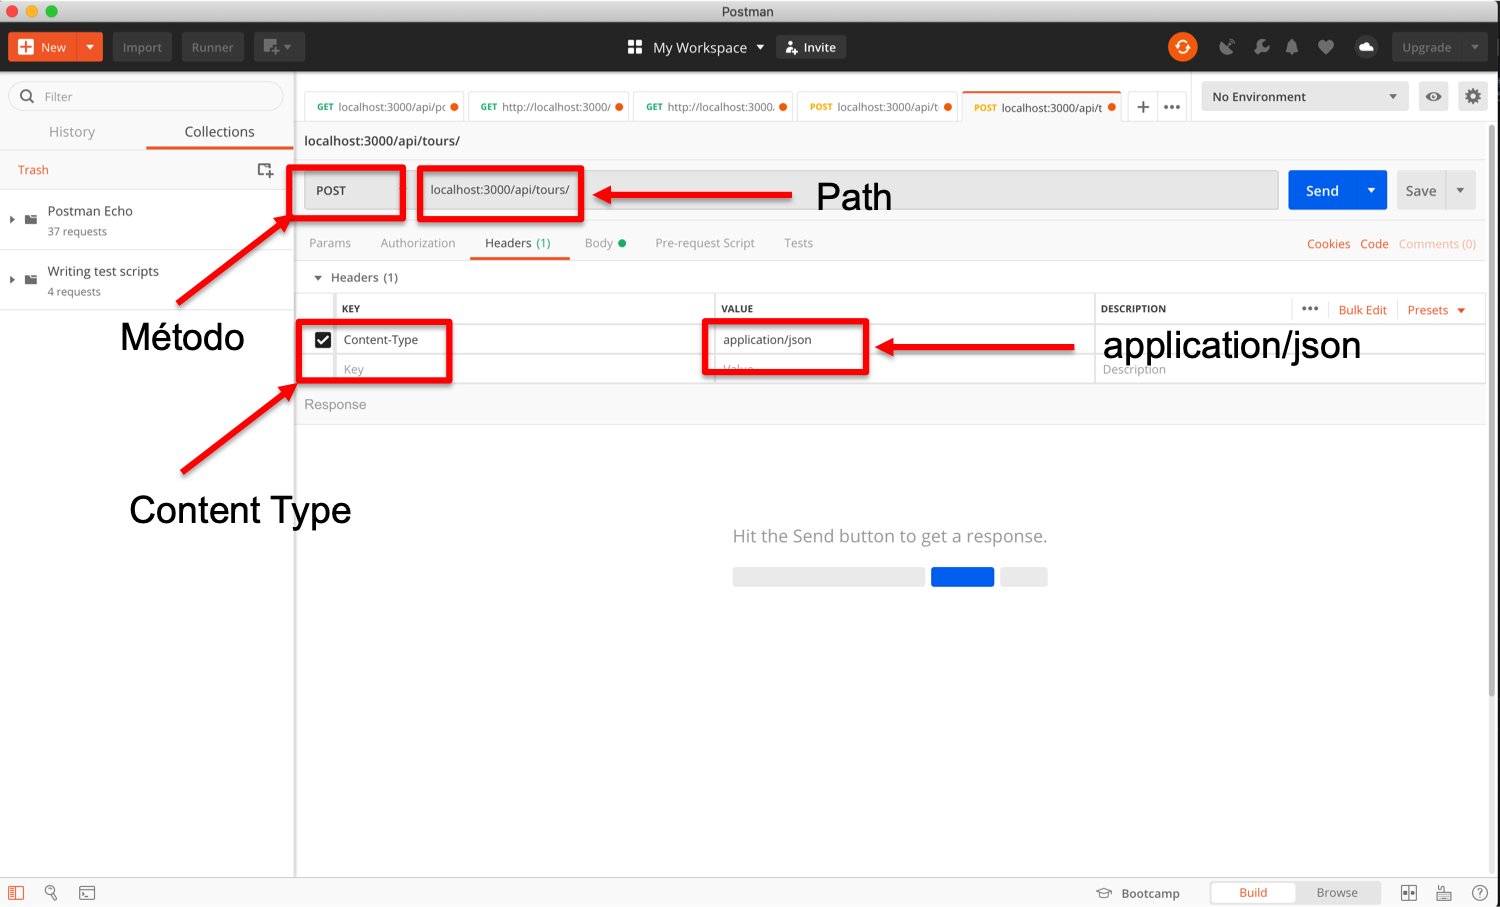 Postman
New
Import
Runner
My Workspace
Invite
Upgrade
Filter
History
Collections
Trash
Postman Echo
37 requests
Writing test scripts
4 requests
GET localhost:3000/api/pc
GET http://localhost:3000/
GET http://localhost:3000.
POST localhost:3000/api/t
POST localhost:3000/api/t
No Environment
localhost:3000/api/tours/
POST
localhost:3000/api/tours/
Path
Send
Save
Params
Authorization
Headers (1)
Body
Pre-request Script
Tests
Cookies
Code
Comments (0)
Headers (1)
KEY
VALUE
DESCRIPTION
Bulk Edit
Presets
Content-Type
application/json
application/json
Key
Value
Description
Método
Response
Content Type
Hit the Send button to get a response.
Bootcamp
Build
Browse